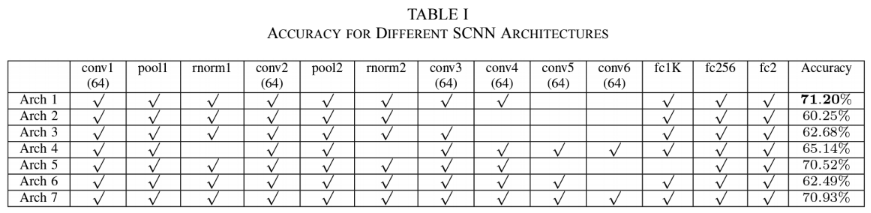 TABLE I
ACCURACY FOR DIFFERENT SCNN ARCHITECTURES
conv1 (64) pool1 rnorm1 conv2 (64) pool2 rnorm2 conv3 (64) conv4 (64) conv5 (64) conv6 (64) fc1K fc256 fc2 Accuracy
Arch 1 √ √ √ √ √ √ √ √ √ √ √ 71.20%
Arch 2 √ √ √ √ √ √ √ √ √ 60.25%
Arch 3 √ √ √ √ √ √ √ √ √ √ 62.68%
Arch 4 √ √ √ √ √ √ √ √ √ √ √ 65.14%
Arch 5 √ √ √ √ √ √ √ √ √ √ 70.52%
Arch 6 √ √ √ √ √ √ √ √ √ √ √ √ 62.49%
Arch 7 √ √ √ √ √ √ √ √ √ √ √ √ √ 70.93%